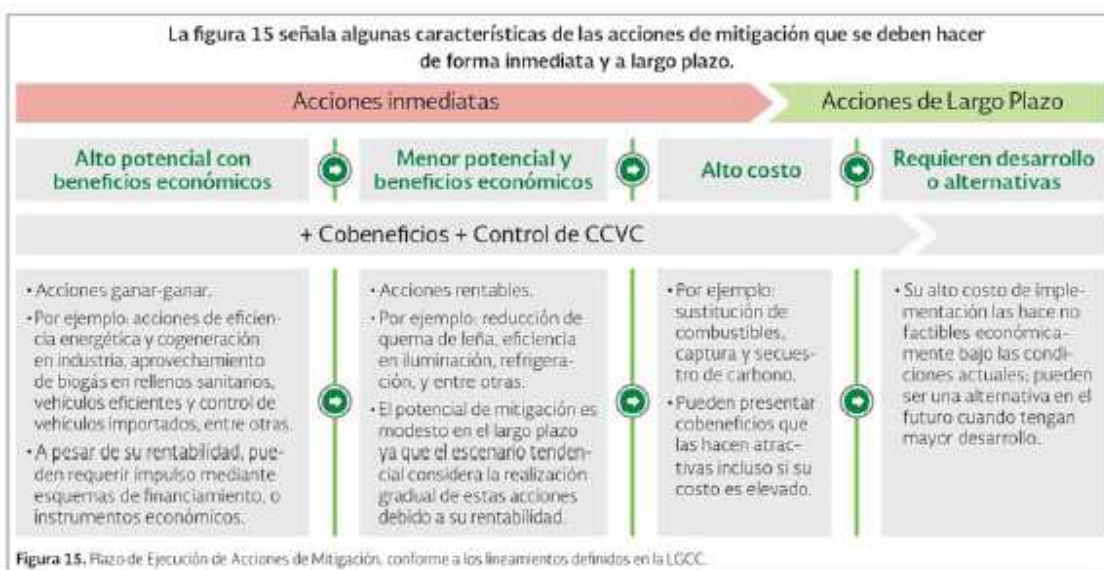 La figura 15 señala algunas características de las acciones de mitigación que se deben hacer
de forma inmediata y a largo plazo.
Acciones inmediatas
Acciones de Largo Plazo
Alto potencial con
beneficios económicos
Menor potencial y
beneficios económicos
Alto costo
Requieren desarrollo
o alternativas
+ Cobeneficios + Control de CCVC
• Acciones ganar-ganar.
• Por ejemplo: acciones de eficien-
cia energética y cogeneración
en industria, aprovechamiento
de biogás en rellenos sanitarios,
vehículos eficientes y control de
vehículos importados, entre otras.
• A pesar de su rentabilidad, pue-
den requerir impulso mediante
esquemas de financiamiento, o
instrumentos económicos.
• Acciones rentables.
• Por ejemplo: reducción de
quema de leña, eficiencia
en iluminación, refrigera-
ción, y entre otras.
• El potencial de mitigación es
modesto en el largo plazo
ya que el escenario tenden-
cial considera la realización
gradual de estas acciones
debido a su rentabilidad.
• Por ejemplo:
sustitución de
combustibles,
captura y secues-
tro de carbono.
• Pueden presentar
cobeneficios que
las hacen atrac-
tivas incluso si su
costo es elevado.
• Su alto costo de imple-
mentación las hace no
factibles económica-
mente bajo las condi-
ciones actuales; pueden
ser una alternativa en el
futuro cuando tengan
mayor desarrollo.
Figura 15. Plazo de Ejecución de Acciones de Mitigación, conforme a los lineamientos definidos en la LGCC.